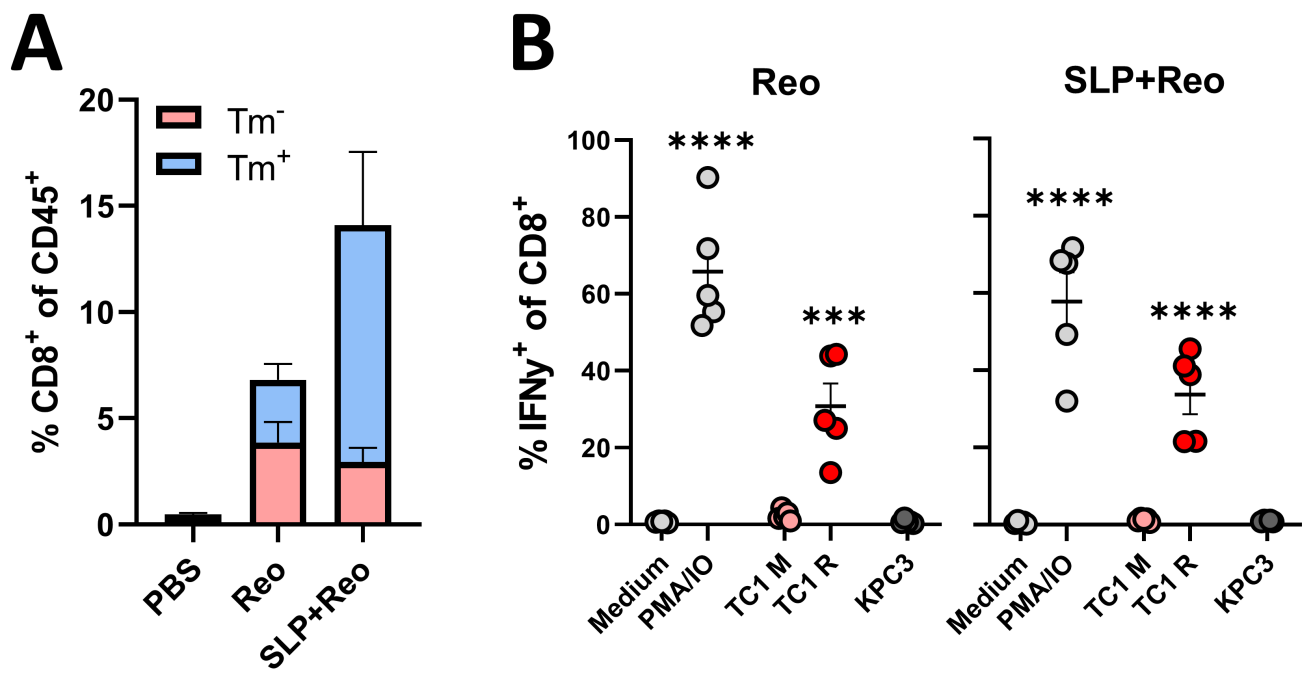 A
B
Reo
SLP+Reo
% CD8+ of CD45+
20
15
10
5
0
Tm-
Tm+
PBS
Reo
SLP+Reo
% IFNy+ of CD8+
100
80
60
40
20
0
****
***
Medium
PMA/IO
TC1 M
TC1 R
KPC3
****
****
Medium
PMA/IO
TC1 M
TC1 R
KPC3